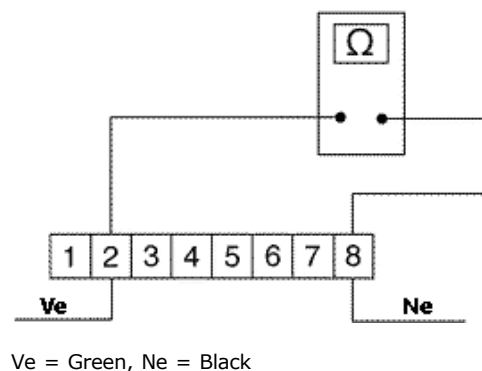 Ω
1 2 3 4 5 6 7 8
Ve Ne
Ve = Green, Ne = Black